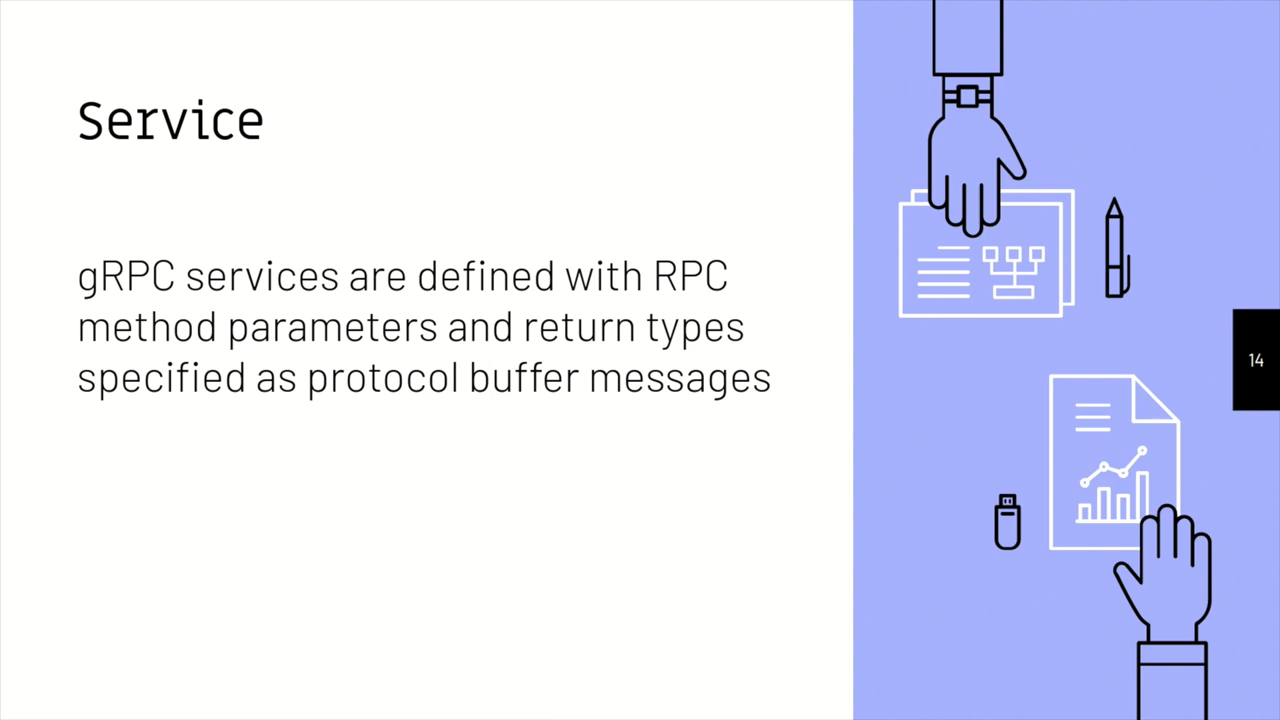 Service
gRPC services are defined with RPC
method parameters and return types
specified as protocol buffer messages
14